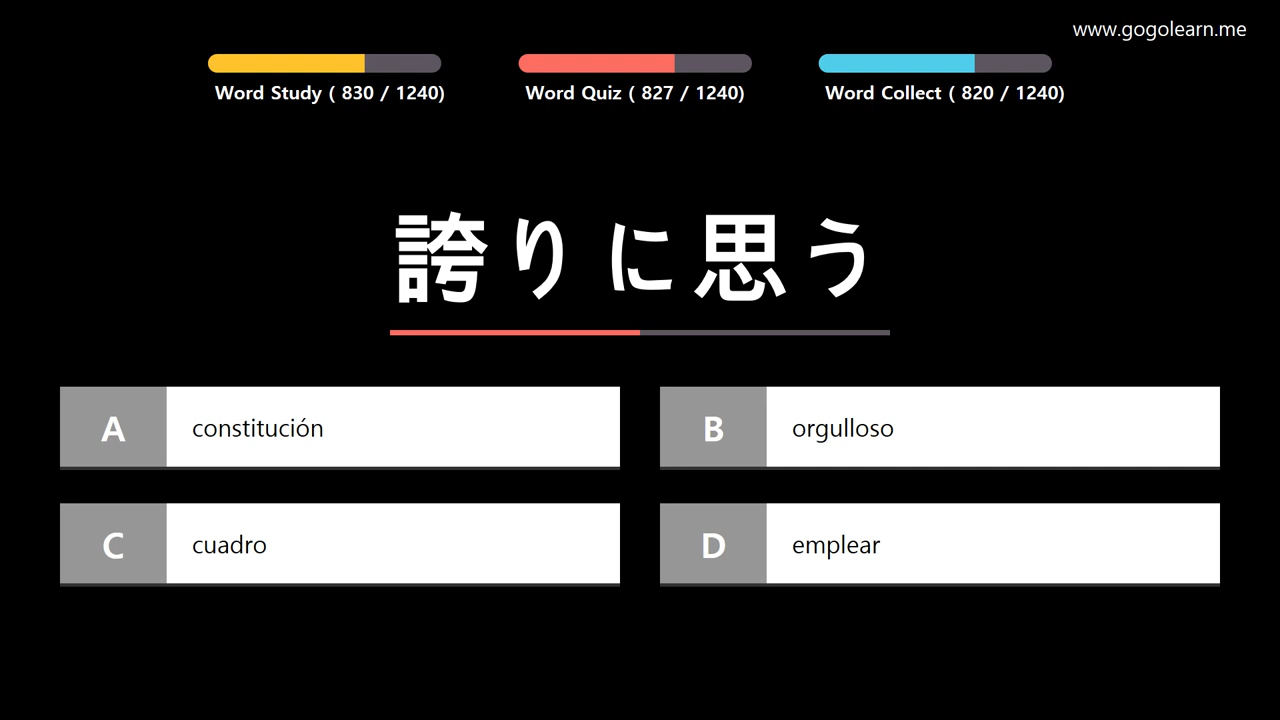 www.gogolearn.me
Word Study ( 830 / 1240)
Word Quiz ( 827 / 1240)
Word Collect ( 820 / 1240)
誇りに思う
A constitución
B orgulloso
C cuadro
D emplear